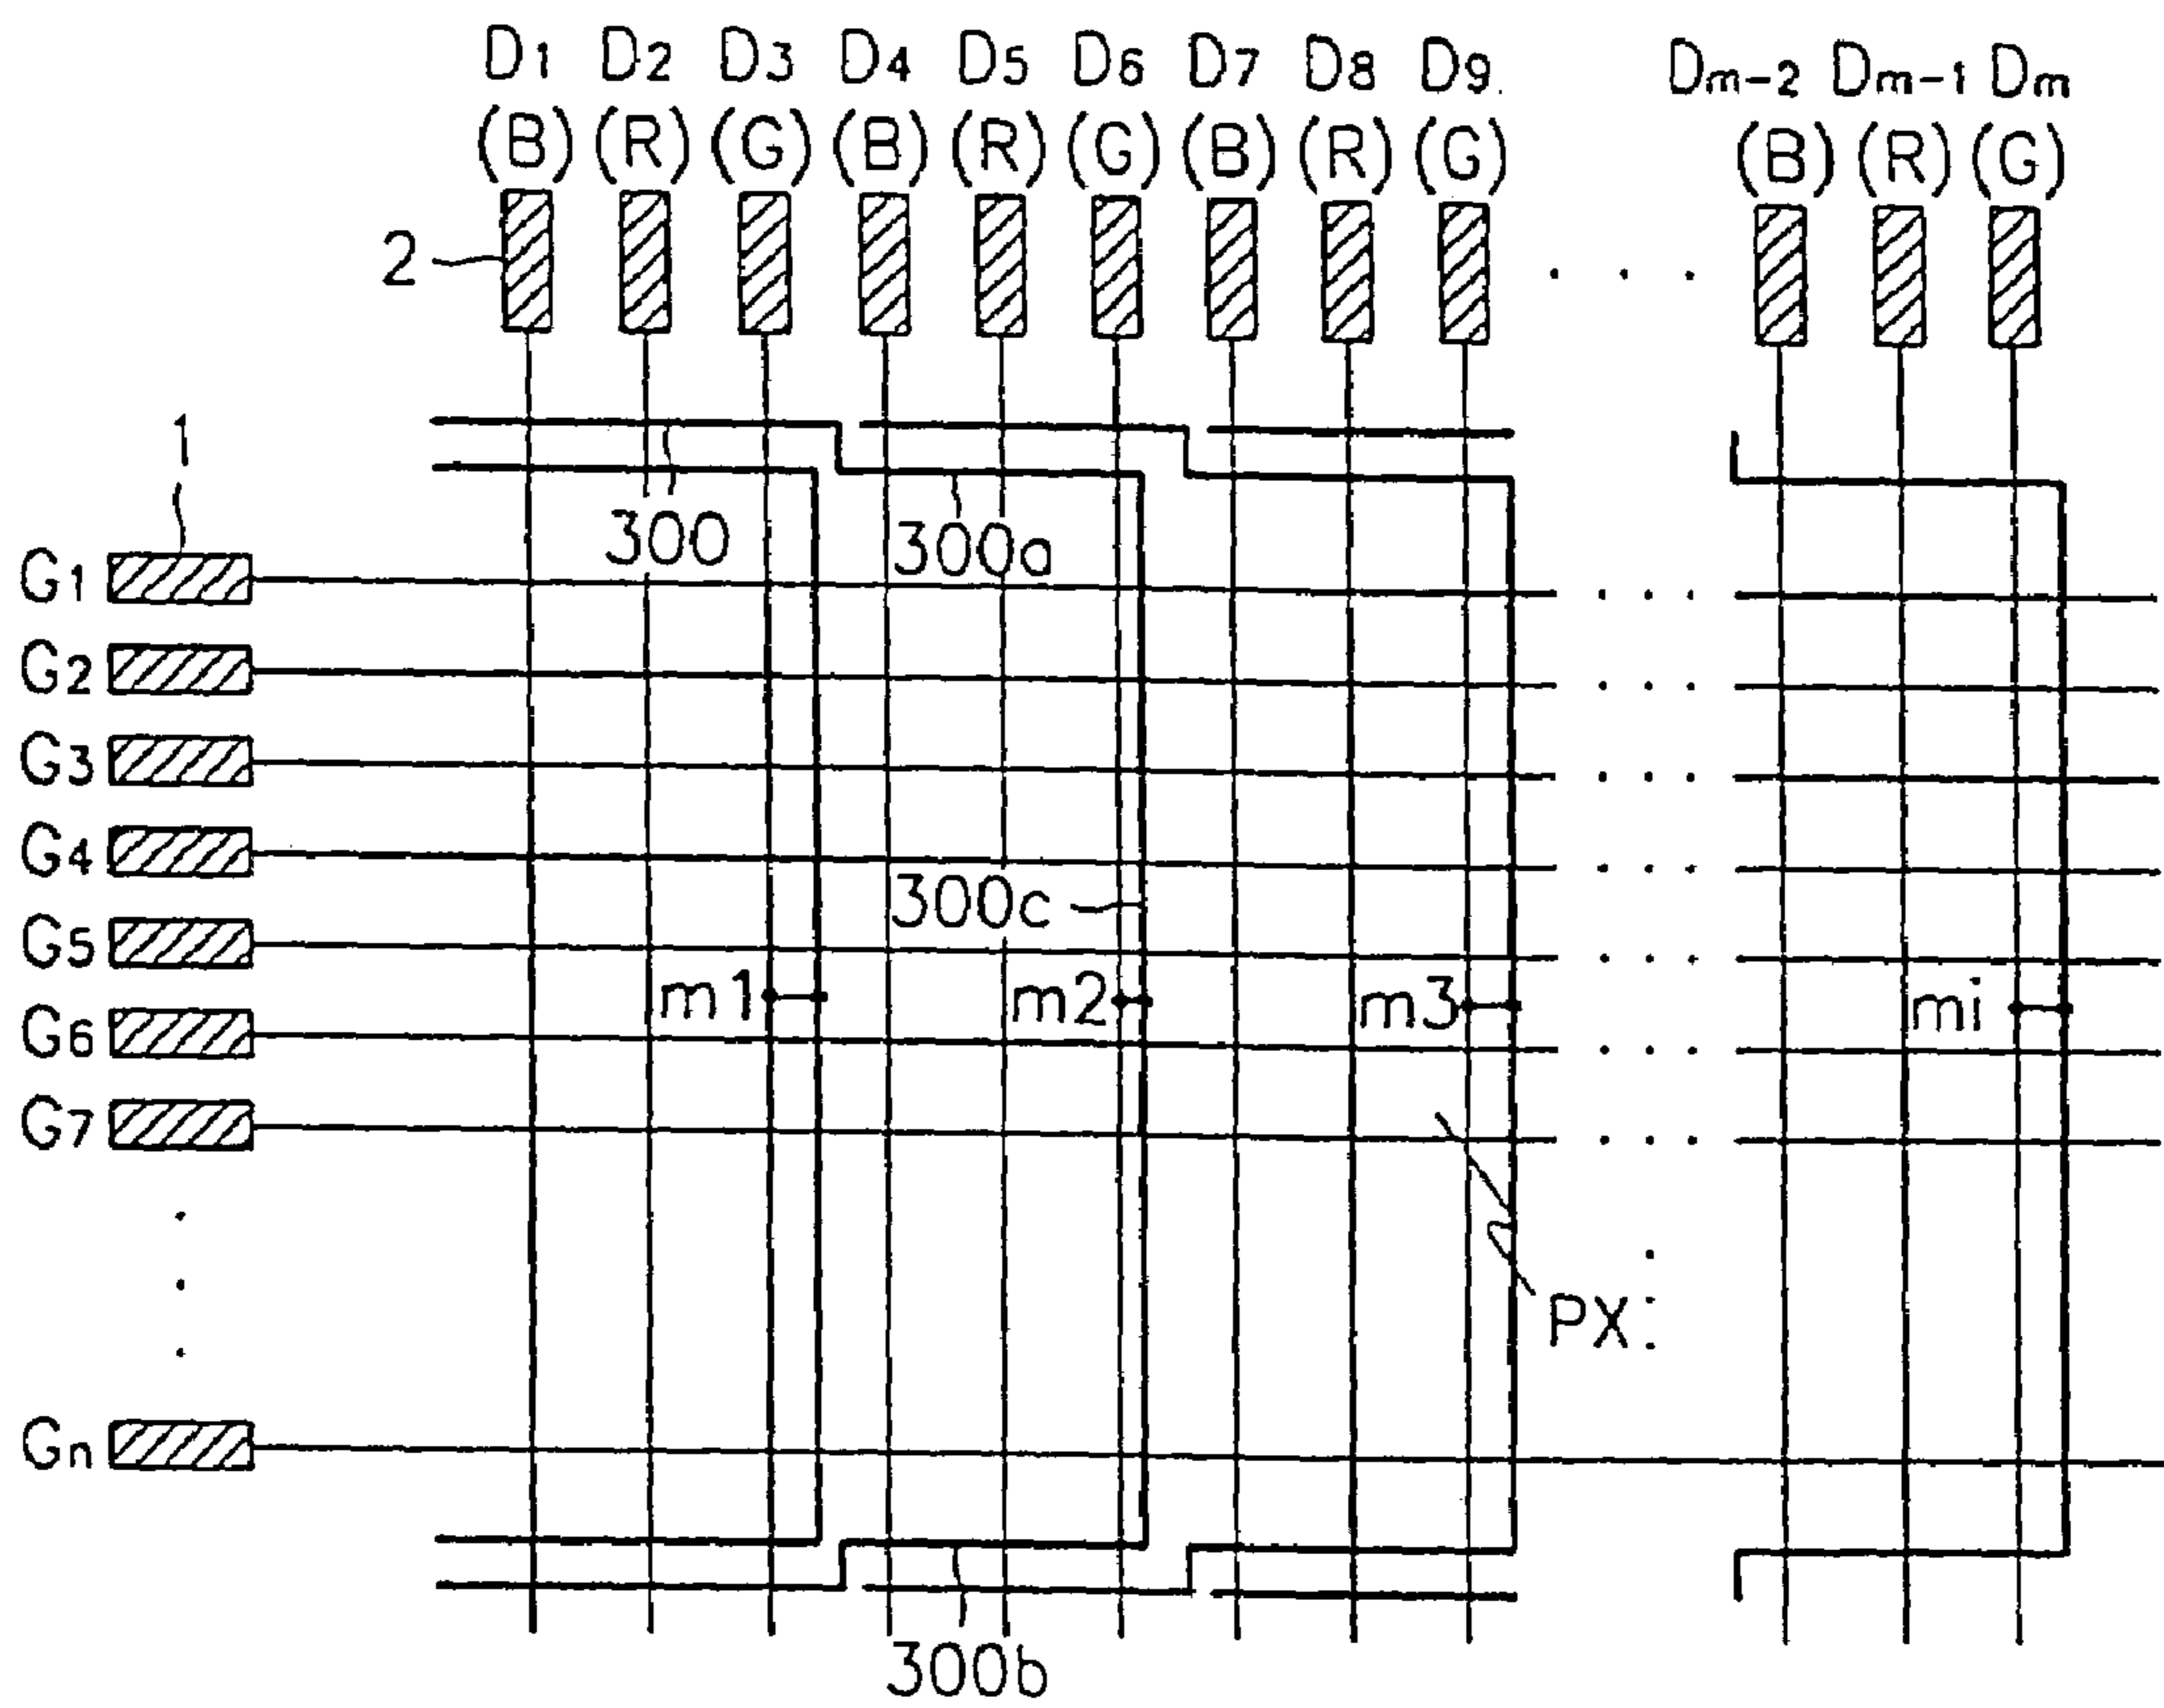 D1 D2 D3 D4 D5 D6 D7 D8 D9 Dm-2 Dm-1 Dm
(B) (R) (G) (B) (R) (G) (B) (R) (G) (B) (R) (G)
2
1
300 300a
G1
G2
G3
G4
300c
G5
m1 m2 m3 mi
G6
G7
PX
Gn
300b